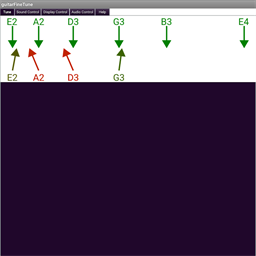 guitarFineTune
Tune Sound Control Display Control Audio Control Help
E2 A2 D3 G3 B3 E4
E2 A2 D3 G3